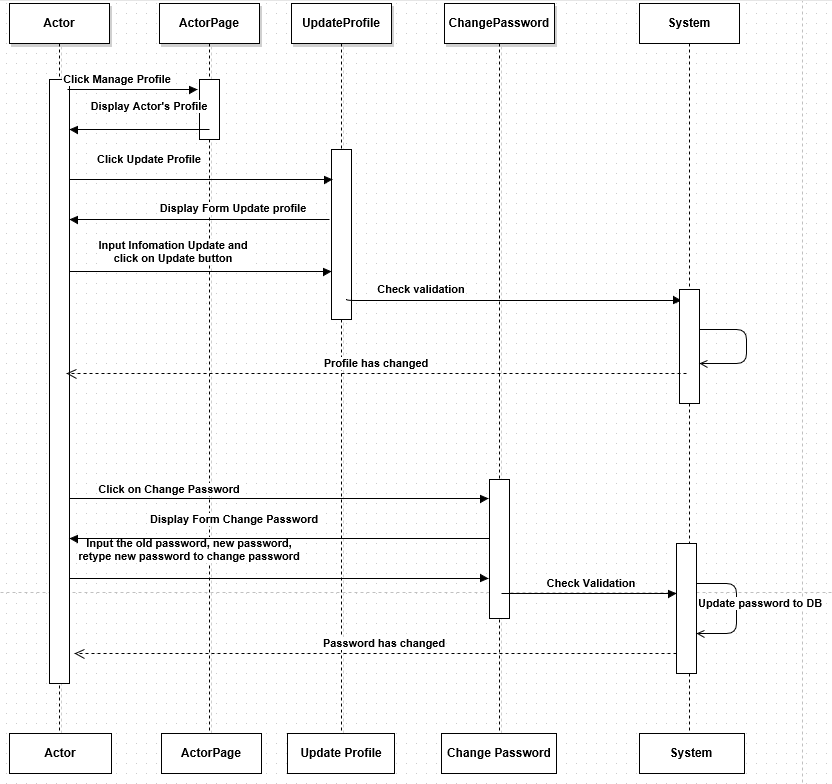 Actor
ActorPage
UpdateProfile
ChangePassword
System
Click Manage Profile
Display Actor's Profile
Click Update Profile
Display Form Update profile
Input Infomation Update and
click on Update button
Check validation
Profile has changed
Click on Change Password
Display Form Change Password
Input the old password, new password,
retype new password to change password
Check Validation
Update password to DB
Password has changed
Actor
ActorPage
Update Profile
Change Password
System